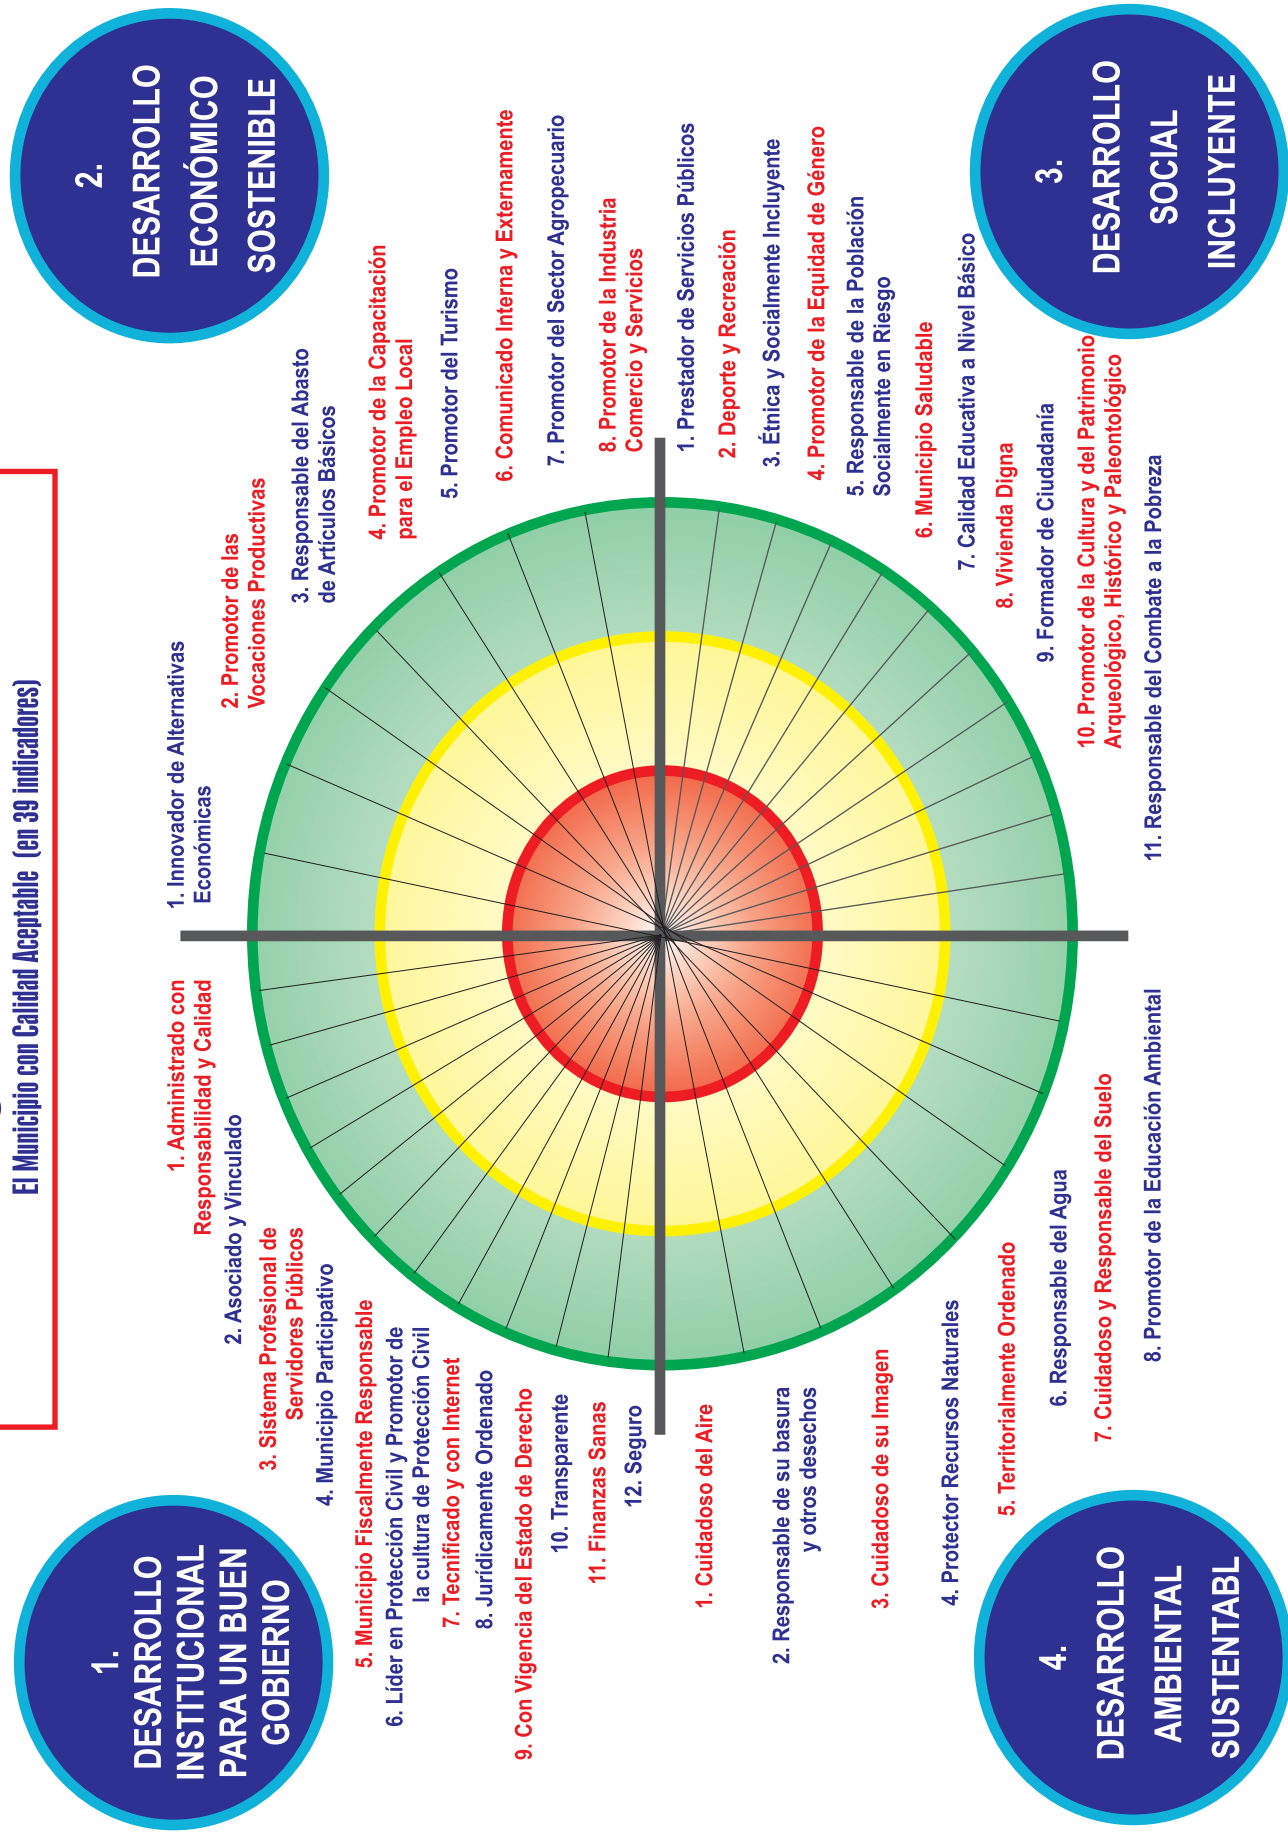 El Municipio con Calidad Aceptable (en 39 indicadores)
1.
DESARROLLO
INSTITUCIONAL
PARA UN BUEN
GOBIERNO
1. Administrado con
Responsabilidad y Calidad
2. Asociado y Vinculado
3. Sistema Profesional de
Servidores Públicos
4. Municipio Participativo
5. Municipio Fiscalmente Responsable
6. Líder en Protección Civil y Promotor de
la cultura de Protección Civil
7. Tecnificado y con Internet
8. Jurídicamente Ordenado
9. Con Vigencia del Estado de Derecho
10. Transparente
11. Finanzas Sanas
12. Seguro
2.
DESARROLLO
ECONÓMICO
SOSTENIBLE
1. Innovador de Alternativas
Económicas
2. Promotor de las
Vocaciones Productivas
3. Responsable del Abasto
de Artículos Básicos
4. Promotor de la Capacitación
para el Empleo Local
5. Promotor del Turismo
6. Comunicado Interna y Externamente
7. Promotor del Sector Agropecuario
8. Promotor de la Industria
Comercio y Servicios
3.
DESARROLLO
SOCIAL
INCLUYENTE
1. Prestador de Servicios Públicos
2. Deporte y Recreación
3. Étnica y Socialmente Incluyente
4. Promotor de la Equidad de Género
5. Responsable de la Población
Socialmente en Riesgo
6. Municipio Saludable
7. Calidad Educativa a Nivel Básico
8. Vivienda Digna
9. Formador de Ciudadanía
10. Promotor de la Cultura y del Patrimonio
Arqueológico, Histórico y Paleontológico
11. Responsable del Combate a la Pobreza
4.
DESARROLLO
AMBIENTAL
SUSTENTABL
1. Cuidadoso del Aire
2. Responsable de su basura
y otros desechos
3. Cuidadoso de su Imagen
4. Protector Recursos Naturales
5. Territorialmente Ordenado
6. Responsable del Agua
7. Cuidadoso y Responsable del Suelo
8. Promotor de la Educación Ambiental